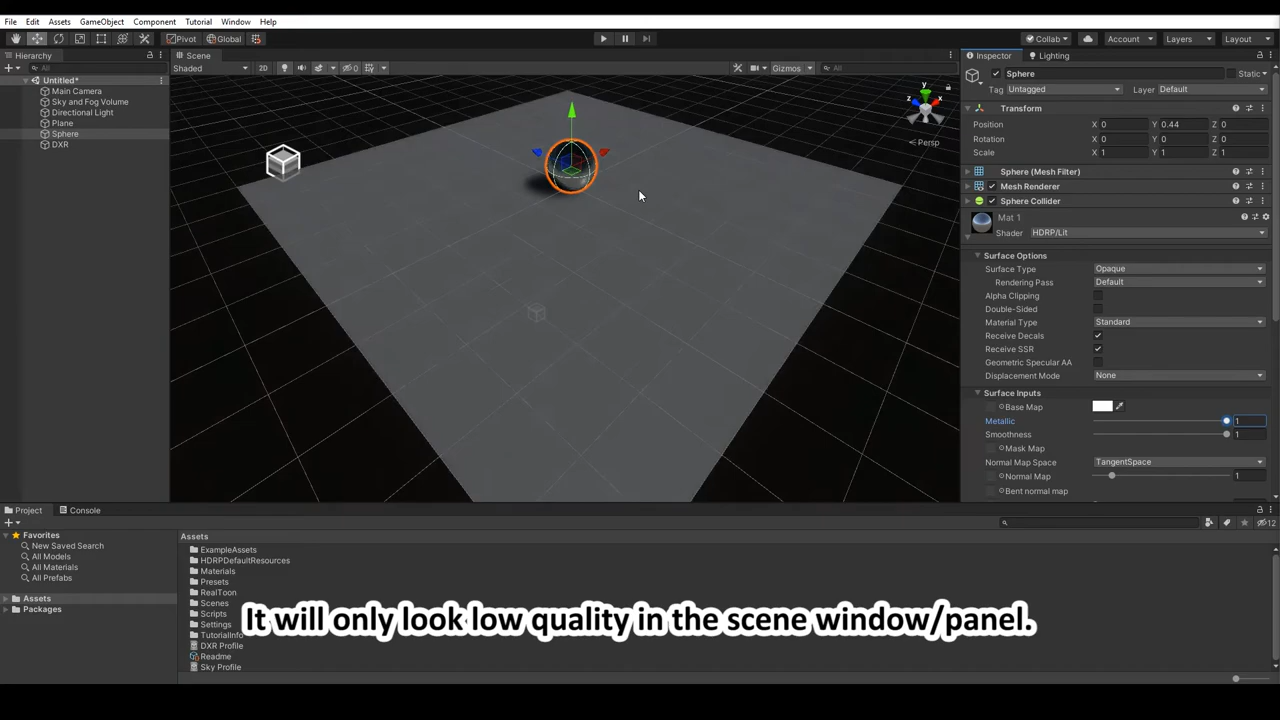 File Edit Assets GameObject Component Tutorial Window Help
Pivot Global Collab Account Layers Layout
Hierarchy
All
Untitled*
Main Camera
Sky and Fog Volume
Directional Light
Plane
Sphere
DXR
Scene
Shaded 2D 0 Gizmos All
y
z x
Persp
Inspector Lighting
Sphere Static
Tag Untagged Layer Default
Transform
Position X 0 Y 0.44 Z 0
Rotation X 0 Y 0 Z 0
Scale X 1 Y 1 Z 1
Sphere (Mesh Filter)
Mesh Renderer
Sphere Collider
Mat 1
Shader HDRP/Lit
Surface Options
Surface Type Opaque
Rendering Pass Default
Alpha Clipping
Double-Sided
Material Type Standard
Receive Decals
Receive SSR
Geometric Specular AA
Displacement Mode None
Surface Inputs
Base Map
Metallic 1
Smoothness 1
Mask Map
Normal Map Space TangentSpace
Normal Map 1
Bent normal map
Project Console
12
Favorites
New Saved Search
All Models
All Materials
All Prefabs
Assets
Packages
Assets
ExampleAssets
HDRPDefaultResources
Materials
Presets
RealToon
Scenes
Scripts
Settings
TutorialInfo
DXR Profile
Readme
Sky Profile
It will only look low quality in the scene window/panel.